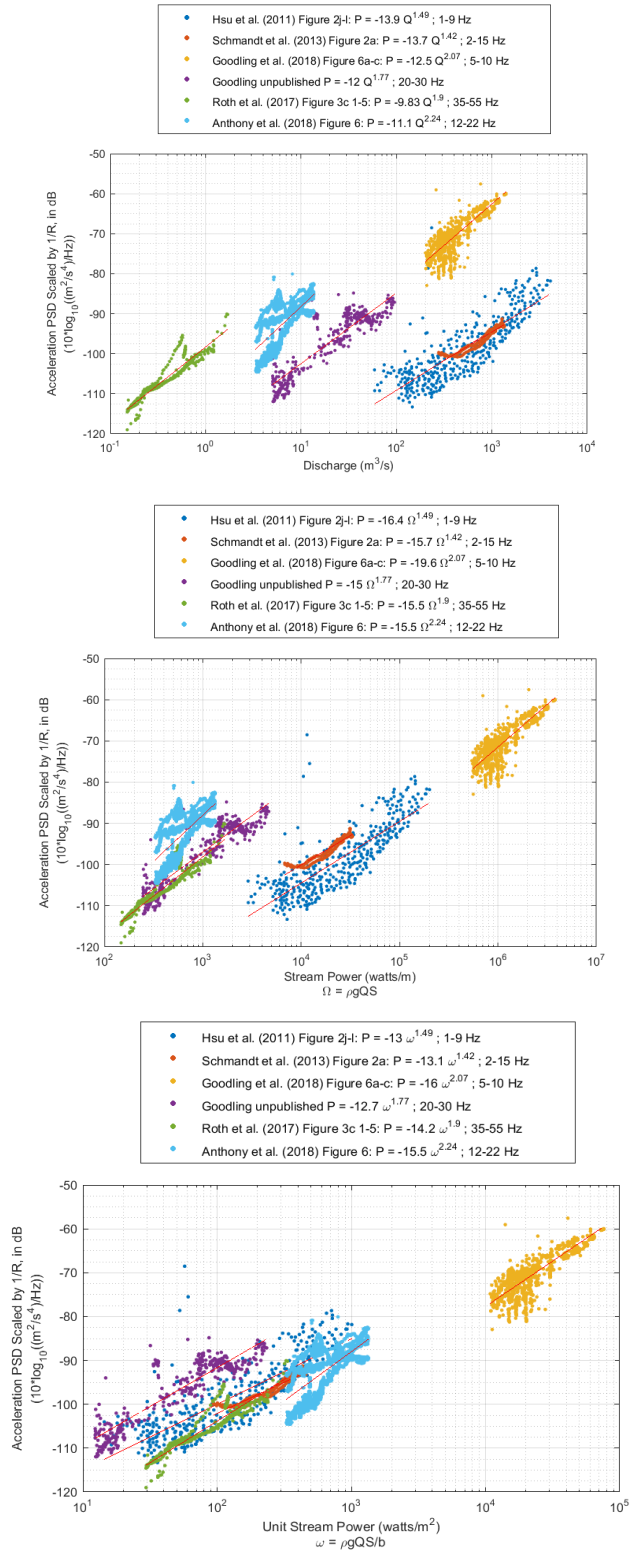 Hsu et al. (2011) Figure 2j-l: P = -13.9 Q^1.49 ; 1-9 Hz
Schmandt et al. (2013) Figure 2a: P = -13.7 Q^1.42 ; 2-15 Hz
Goodling et al. (2018) Figure 6a-c: P = -12.5 Q^2.07 ; 5-10 Hz
Goodling unpublished P = -12 Q^1.77 ; 20-30 Hz
Roth et al. (2017) Figure 3c 1-5: P = -9.83 Q^1.9 ; 35-55 Hz
Anthony et al. (2018) Figure 6: P = -11.1 Q^2.24 ; 12-22 Hz
Acceleration PSD Scaled by 1/R, in dB
(10*log10((m^2/s^4)/Hz))
-50
-60
-70
-80
-90
-100
-110
-120
10^-1 10^0 10^1 10^2 10^3 10^4
Discharge (m^3/s)
Hsu et al. (2011) Figure 2j-l: P = -16.4 Ω^1.49 ; 1-9 Hz
Schmandt et al. (2013) Figure 2a: P = -15.7 Ω^1.42 ; 2-15 Hz
Goodling et al. (2018) Figure 6a-c: P = -19.6 Ω^2.07 ; 5-10 Hz
Goodling unpublished P = -15 Ω^1.77 ; 20-30 Hz
Roth et al. (2017) Figure 3c 1-5: P = -15.5 Ω^1.9 ; 35-55 Hz
Anthony et al. (2018) Figure 6: P = -15.5 Ω^2.24 ; 12-22 Hz
Acceleration PSD Scaled by 1/R, in dB
(10*log10((m^2/s^4)/Hz))
-50
-60
-70
-80
-90
-100
-110
-120
10^2 10^3 10^4 10^5 10^6 10^7
Stream Power (watts/m)
Ω = ρgQS
Hsu et al. (2011) Figure 2j-l: P = -13 ω^1.49 ; 1-9 Hz
Schmandt et al. (2013) Figure 2a: P = -13.1 ω^1.42 ; 2-15 Hz
Goodling et al. (2018) Figure 6a-c: P = -16 ω^2.07 ; 5-10 Hz
Goodling unpublished P = -12.7 ω^1.77 ; 20-30 Hz
Roth et al. (2017) Figure 3c 1-5: P = -14.2 ω^1.9 ; 35-55 Hz
Anthony et al. (2018) Figure 6: P = -15.5 ω^2.24 ; 12-22 Hz
Acceleration PSD Scaled by 1/R, in dB
(10*log10((m^2/s^4)/Hz))
-50
-60
-70
-80
-90
-100
-110
-120
10^1 10^2 10^3 10^4 10^5
Unit Stream Power (watts/m^2)
ω = ρgQS/b